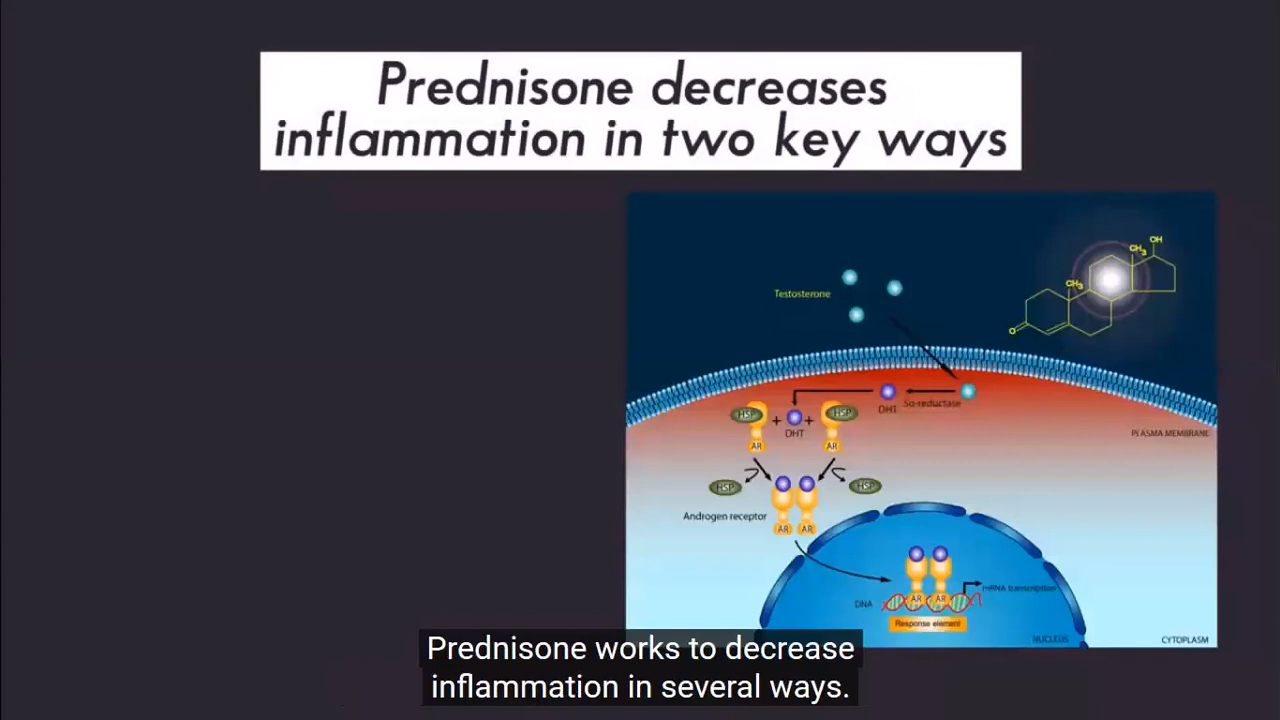 Prednisone decreases
inflammation in two key ways
OH
CH3
CH3
O
Testosterone
DHT
5α-reductase
HSP
+
+
HSP
DHT
PLASMA MEMBRANE
AR
AR
HSP
HSP
Androgen receptor
AR
AR
mRNA transcription
DNA
AR
AR
Response element
NUCLEUS
CYTOPLASM
Prednisone works to decrease
inflammation in several ways.